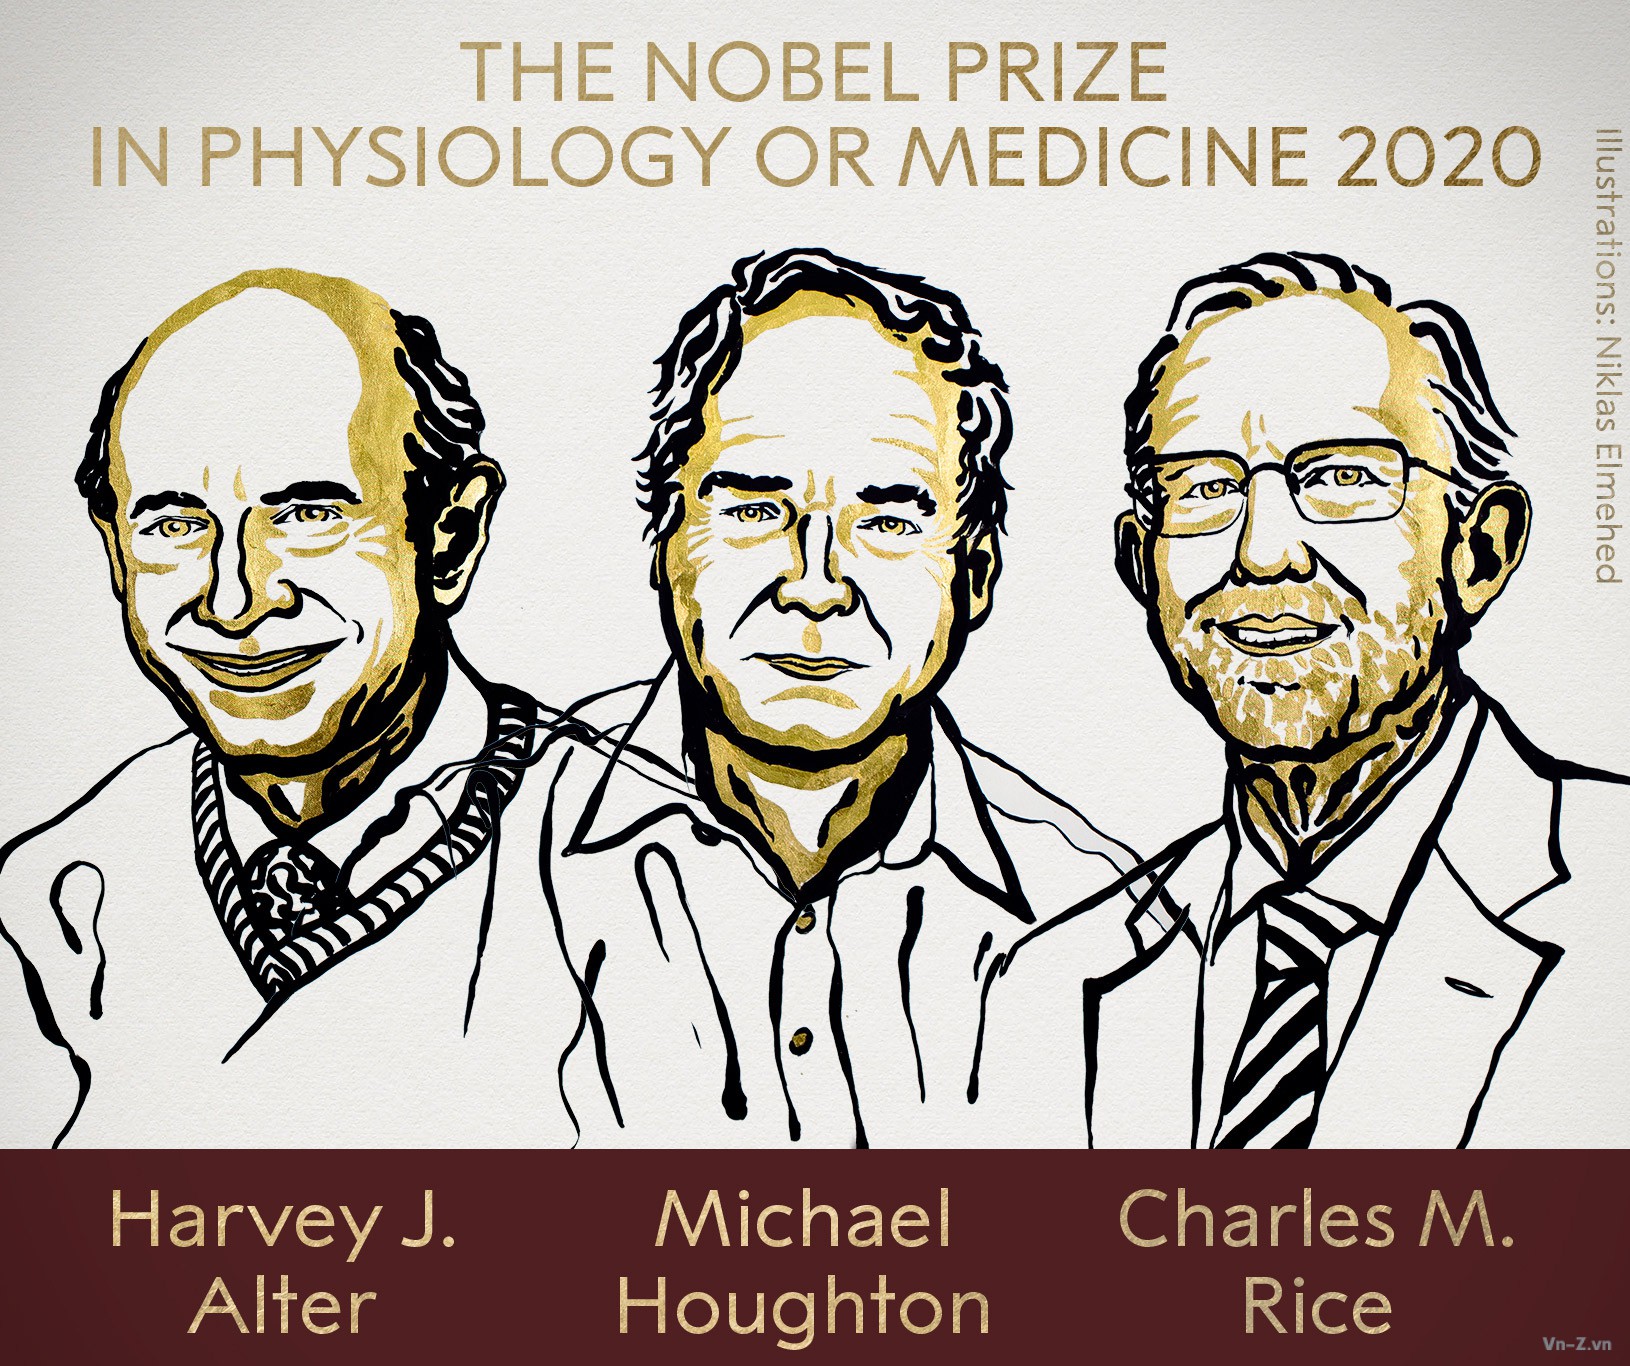 THE NOBEL PRIZE
IN PHYSIOLOGY OR MEDICINE 2020
Illustrations: Niklas Elmehed
Harvey J.
Alter
Michael
Houghton
Charles M.
Rice
Vn-Z.vn